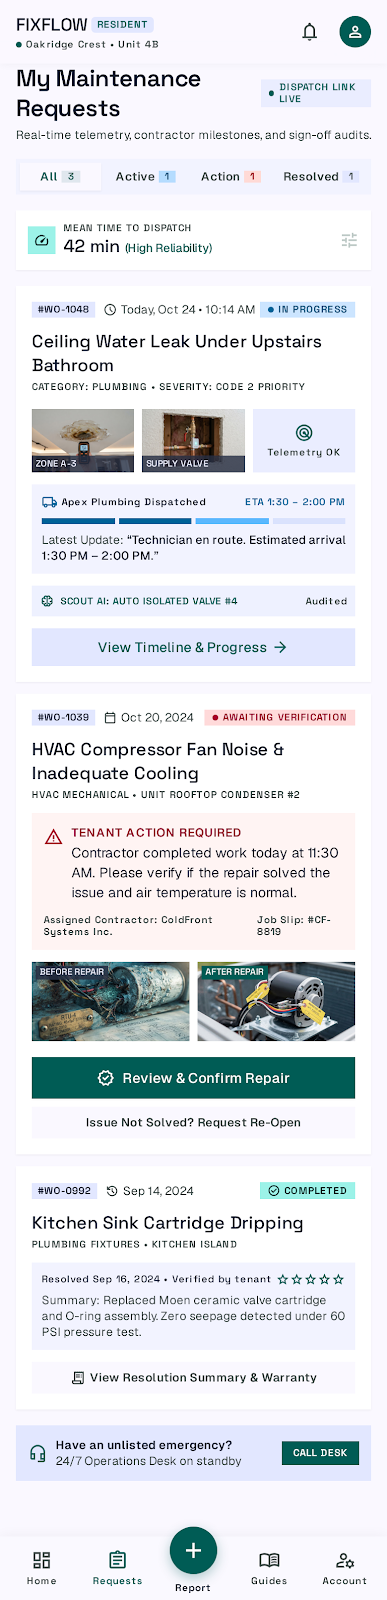 FIXFLOW RESIDENT
Oakridge Crest • Unit 4B
My Maintenance
Requests
DISPATCH LINK
LIVE
Real-time telemetry, contractor milestones, and sign-off audits.
All 3 Active 1 Action 1 Resolved 1
MEAN TIME TO DISPATCH
42 min (High Reliability)
#WO-1048 Today, Oct 24 • 10:14 AM IN PROGRESS
Ceiling Water Leak Under Upstairs
Bathroom
CATEGORY: PLUMBING • SEVERITY: CODE 2 PRIORITY
ZONE A-3
SUPPLY VALVE
Telemetry OK
Apex Plumbing Dispatched ETA 1:30 – 2:00 PM
Latest Update: “Technician en route. Estimated arrival
1:30 PM – 2:00 PM.”
SCOUT AI: AUTO ISOLATED VALVE #4 Audited
View Timeline & Progress
#WO-1039 Oct 20, 2024 AWAITING VERIFICATION
HVAC Compressor Fan Noise &
Inadequate Cooling
HVAC MECHANICAL • UNIT ROOFTOP CONDENSER #2
TENANT ACTION REQUIRED
Contractor completed work today at 11:30
AM. Please verify if the repair solved the
issue and air temperature is normal.
Assigned Contractor: ColdFront
Systems Inc.
Job Slip: #CF-
8819
BEFORE REPAIR
AFTER REPAIR
Review & Confirm Repair
Issue Not Solved? Request Re-Open
#WO-0992 Sep 14, 2024 COMPLETED
Kitchen Sink Cartridge Dripping
PLUMBING FIXTURES • KITCHEN ISLAND
Resolved Sep 16, 2024 • Verified by tenant
Summary: Replaced Moen ceramic valve cartridge
and O-ring assembly. Zero seepage detected under 60
PSI pressure test.
View Resolution Summary & Warranty
Have an unlisted emergency?
24/7 Operations Desk on standby
CALL DESK
Home Requests Report Guides Account